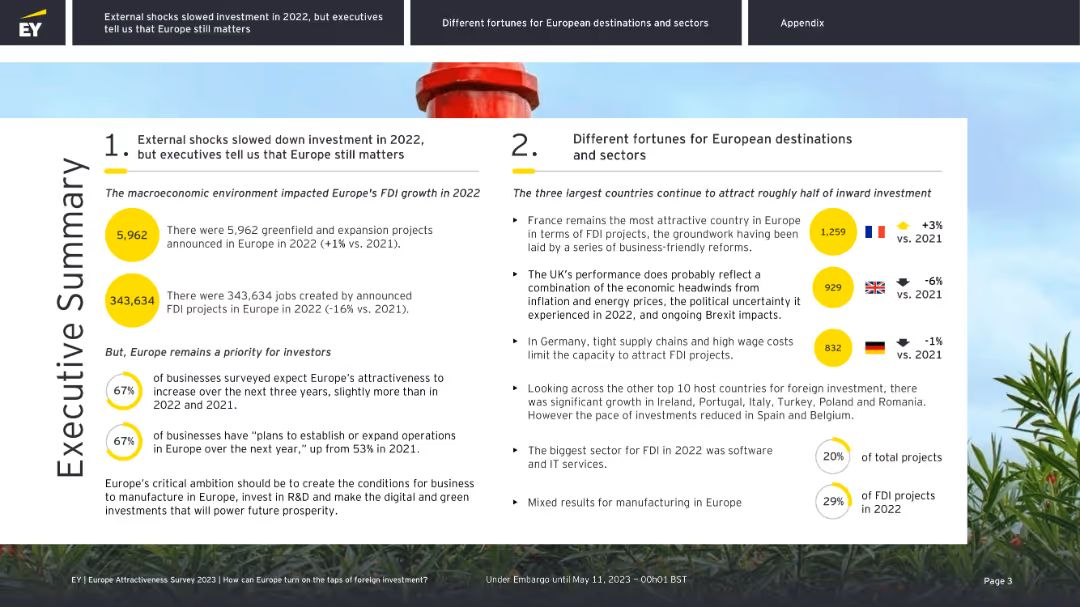 EY
External shocks slowed investment in 2022, but executives
tell us that Europe still matters
Different fortunes for European destinations and sectors
Appendix
Executive Summary
1. External shocks slowed down investment in 2022,
but executives tell us that Europe still matters
The macroeconomic environment impacted Europe's FDI growth in 2022
5,962
There were 5,962 greenfield and expansion projects
announced in Europe in 2022 (+1% vs. 2021).
343,634
There were 343,634 jobs created by announced
FDI projects in Europe in 2022 (-16% vs. 2021).
But, Europe remains a priority for investors
67%
of businesses surveyed expect Europe's attractiveness to
increase over the next three years, slightly more than in
2022 and 2021.
67%
of businesses have "plans to establish or expand operations
in Europe over the next year," up from 53% in 2021.
Europe's critical ambition should be to create the conditions for business
to manufacture in Europe, invest in R&D and make the digital and green
investments that will power future prosperity.
2. Different fortunes for European destinations
and sectors
The three largest countries continue to attract roughly half of inward investment
▸ France remains the most attractive country in Europe
in terms of FDI projects, the groundwork having been
laid by a series of business-friendly reforms.
1,259
+3%
vs. 2021
▸ The UK's performance does probably reflect a
combination of the economic headwinds from
inflation and energy prices, the political uncertainty it
experienced in 2022, and ongoing Brexit impacts.
929
-6%
vs. 2021
▸ In Germany, tight supply chains and high wage costs
limit the capacity to attract FDI projects.
832
-1%
vs. 2021
▸ Looking across the other top 10 host countries for foreign investment, there
was significant growth in Ireland, Portugal, Italy, Turkey, Poland and Romania.
However the pace of investments reduced in Spain and Belgium.
▸ The biggest sector for FDI in 2022 was software
and IT services.
20%
of total projects
▸ Mixed results for manufacturing in Europe
29%
of FDI projects
in 2022
EY | Europe Attractiveness Survey 2023 | How can Europe turn on the taps of foreign investment?
Under Embargo until May 11, 2023 – 00h01 BST
Page 3